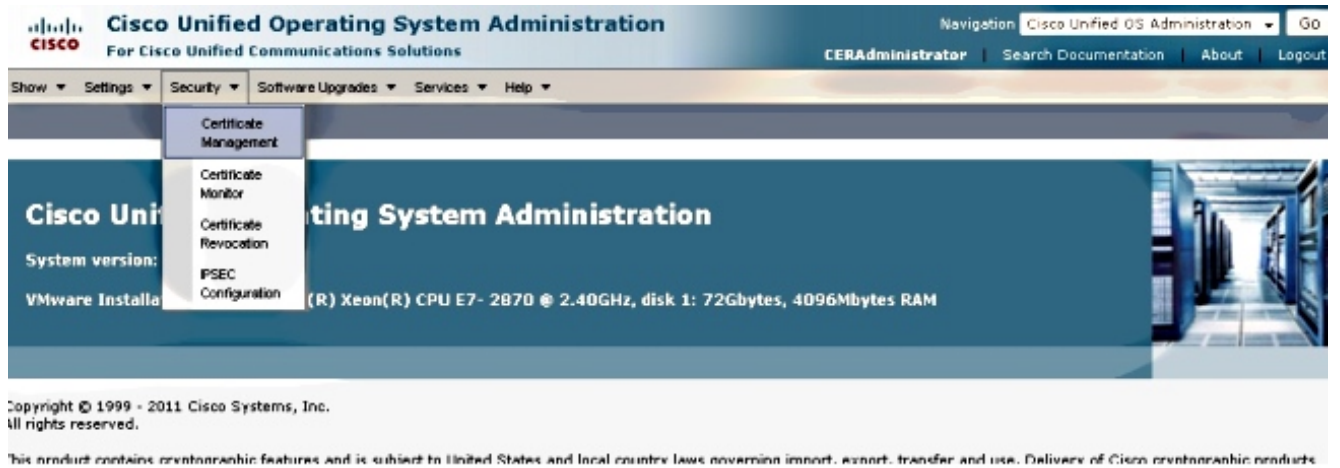 Cisco Unified Operating System Administration
Navigation Cisco Unified OS Administration Go
CISCO
For Cisco Unified Communications Solutions
CERAdministrator | Search Documentation | About | Logout
Show Settings Security Software Upgrades Services Help
Certificate
Management
Certificate
Monitor
Certificate
Revocation
IPSEC
Configuration
Cisco Uni ting System Administration
System version:
VMware Installa (R) Xeon(R) CPU E7- 2870 @ 2.40GHz, disk 1: 72Gbytes, 4096Mbytes RAM
Copyright © 1999 - 2011 Cisco Systems, Inc.
All rights reserved.
This product contains cryptographic features and is subject to United States and local country laws governing import, export, transfer and use. Delivery of Cisco cryptographic products